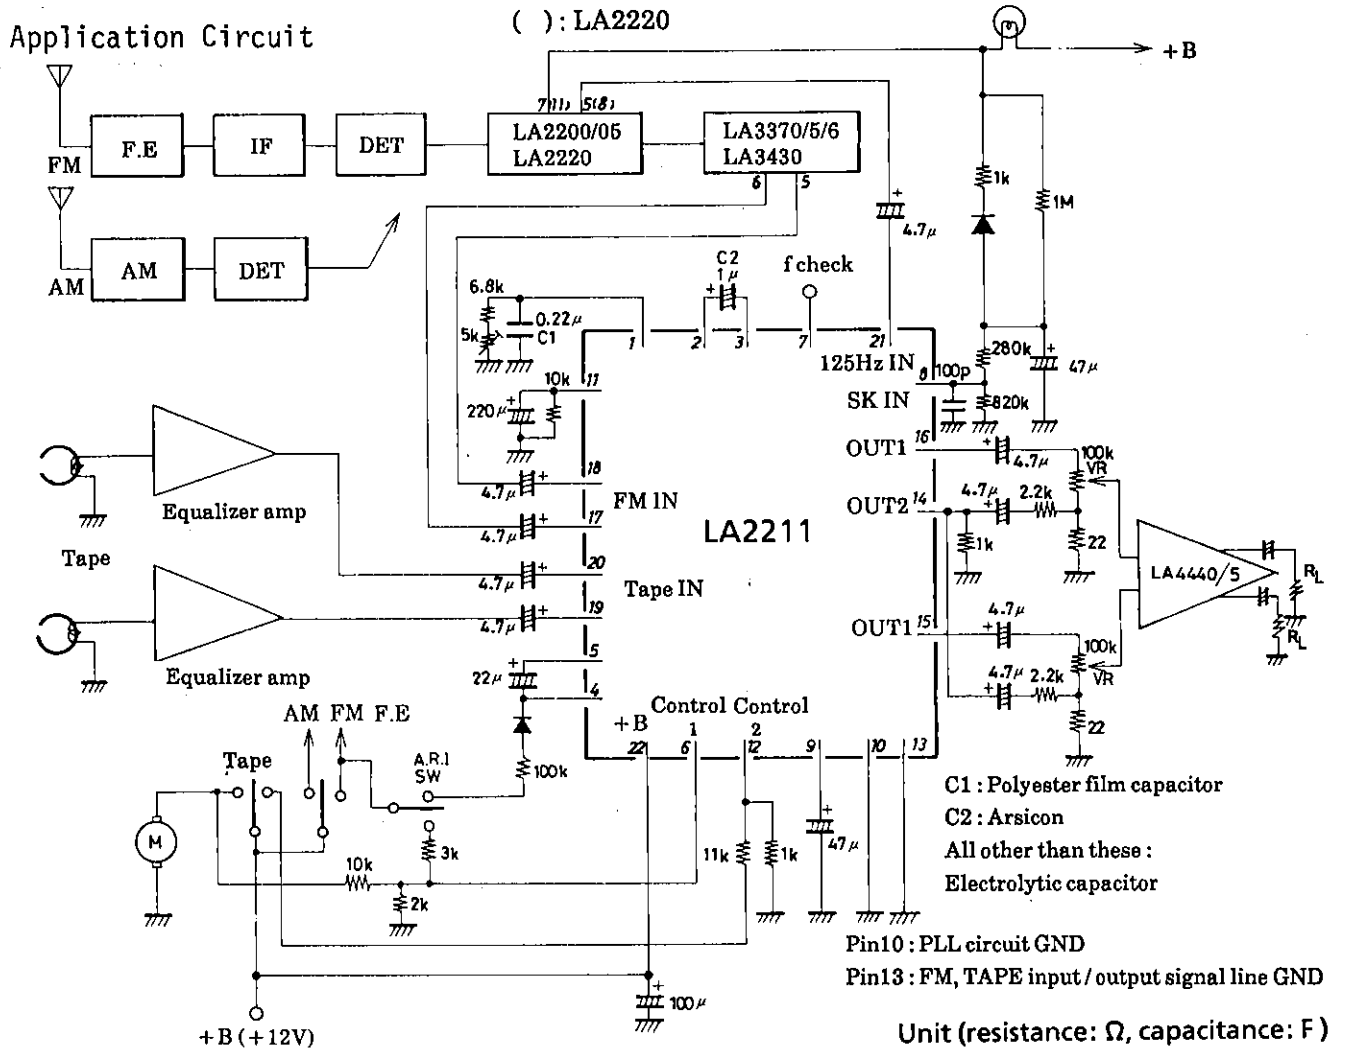 Application Circuit
( ): LA2220
+B
7(11) 5(8)
F.E
IF
DET
LA2200/05
LA2220
LA3370/5/6
LA3430
FM
6
5
1k
1M
+
4.7μ
AM
DET
AM
C2
1μ
+
f check
6.8k
0.22μ
C1
5k
1
2
3
7
21
125Hz IN
280k
+
47μ
10k
11
220μ
+
8
100p
SK IN
820k
16
OUT1
+
4.7μ
100k
VR
18
4.7μ
+
FM IN
14
OUT2
4.7μ
+
2.2k
Equalizer amp
17
4.7μ
+
LA2211
1k
22
Tape
20
4.7μ
+
Tape IN
LA4440/5
RL
19
4.7μ
+
4.7μ
15
OUT1
+
100k
VR
RL
5
+
22μ
Equalizer amp
4
4.7μ
+
2.2k
AM FM F.E
Control Control
+B
1
2
22
6
12
9
10
13
22
Tape
A.R.I
SW
100k
C1 : Polyester film capacitor
C2 : Arsicon
M
+
47μ
3k
11k
1k
All other than these :
10k
Electrolytic capacitor
2k
Pin10 : PLL circuit GND
Pin13 : FM, TAPE input / output signal line GND
+
100μ
+B (+12V)
Unit (resistance: Ω, capacitance: F)